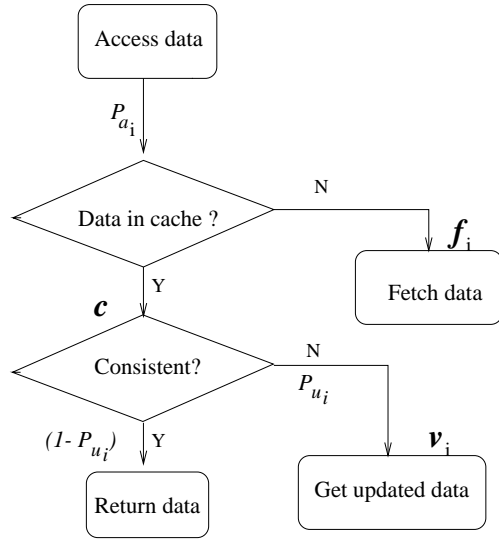 Access data
P_{a_i}
N
Data in cache ?
f_i
Fetch data
Y
c
Consistent?
N
P_{u_i}
(1- P_{u_i}) Y
v_i
Return data
Get updated data